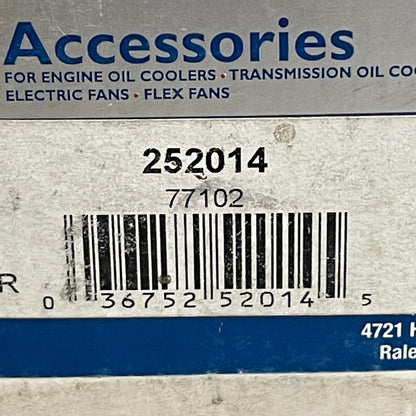 Accessories
FOR ENGINE OIL COOLERS • TRANSMISSION OIL COO
ELECTRIC FANS • FLEX FANS
252014
77102
R
0 36752 52014 5
4721 H
Rale